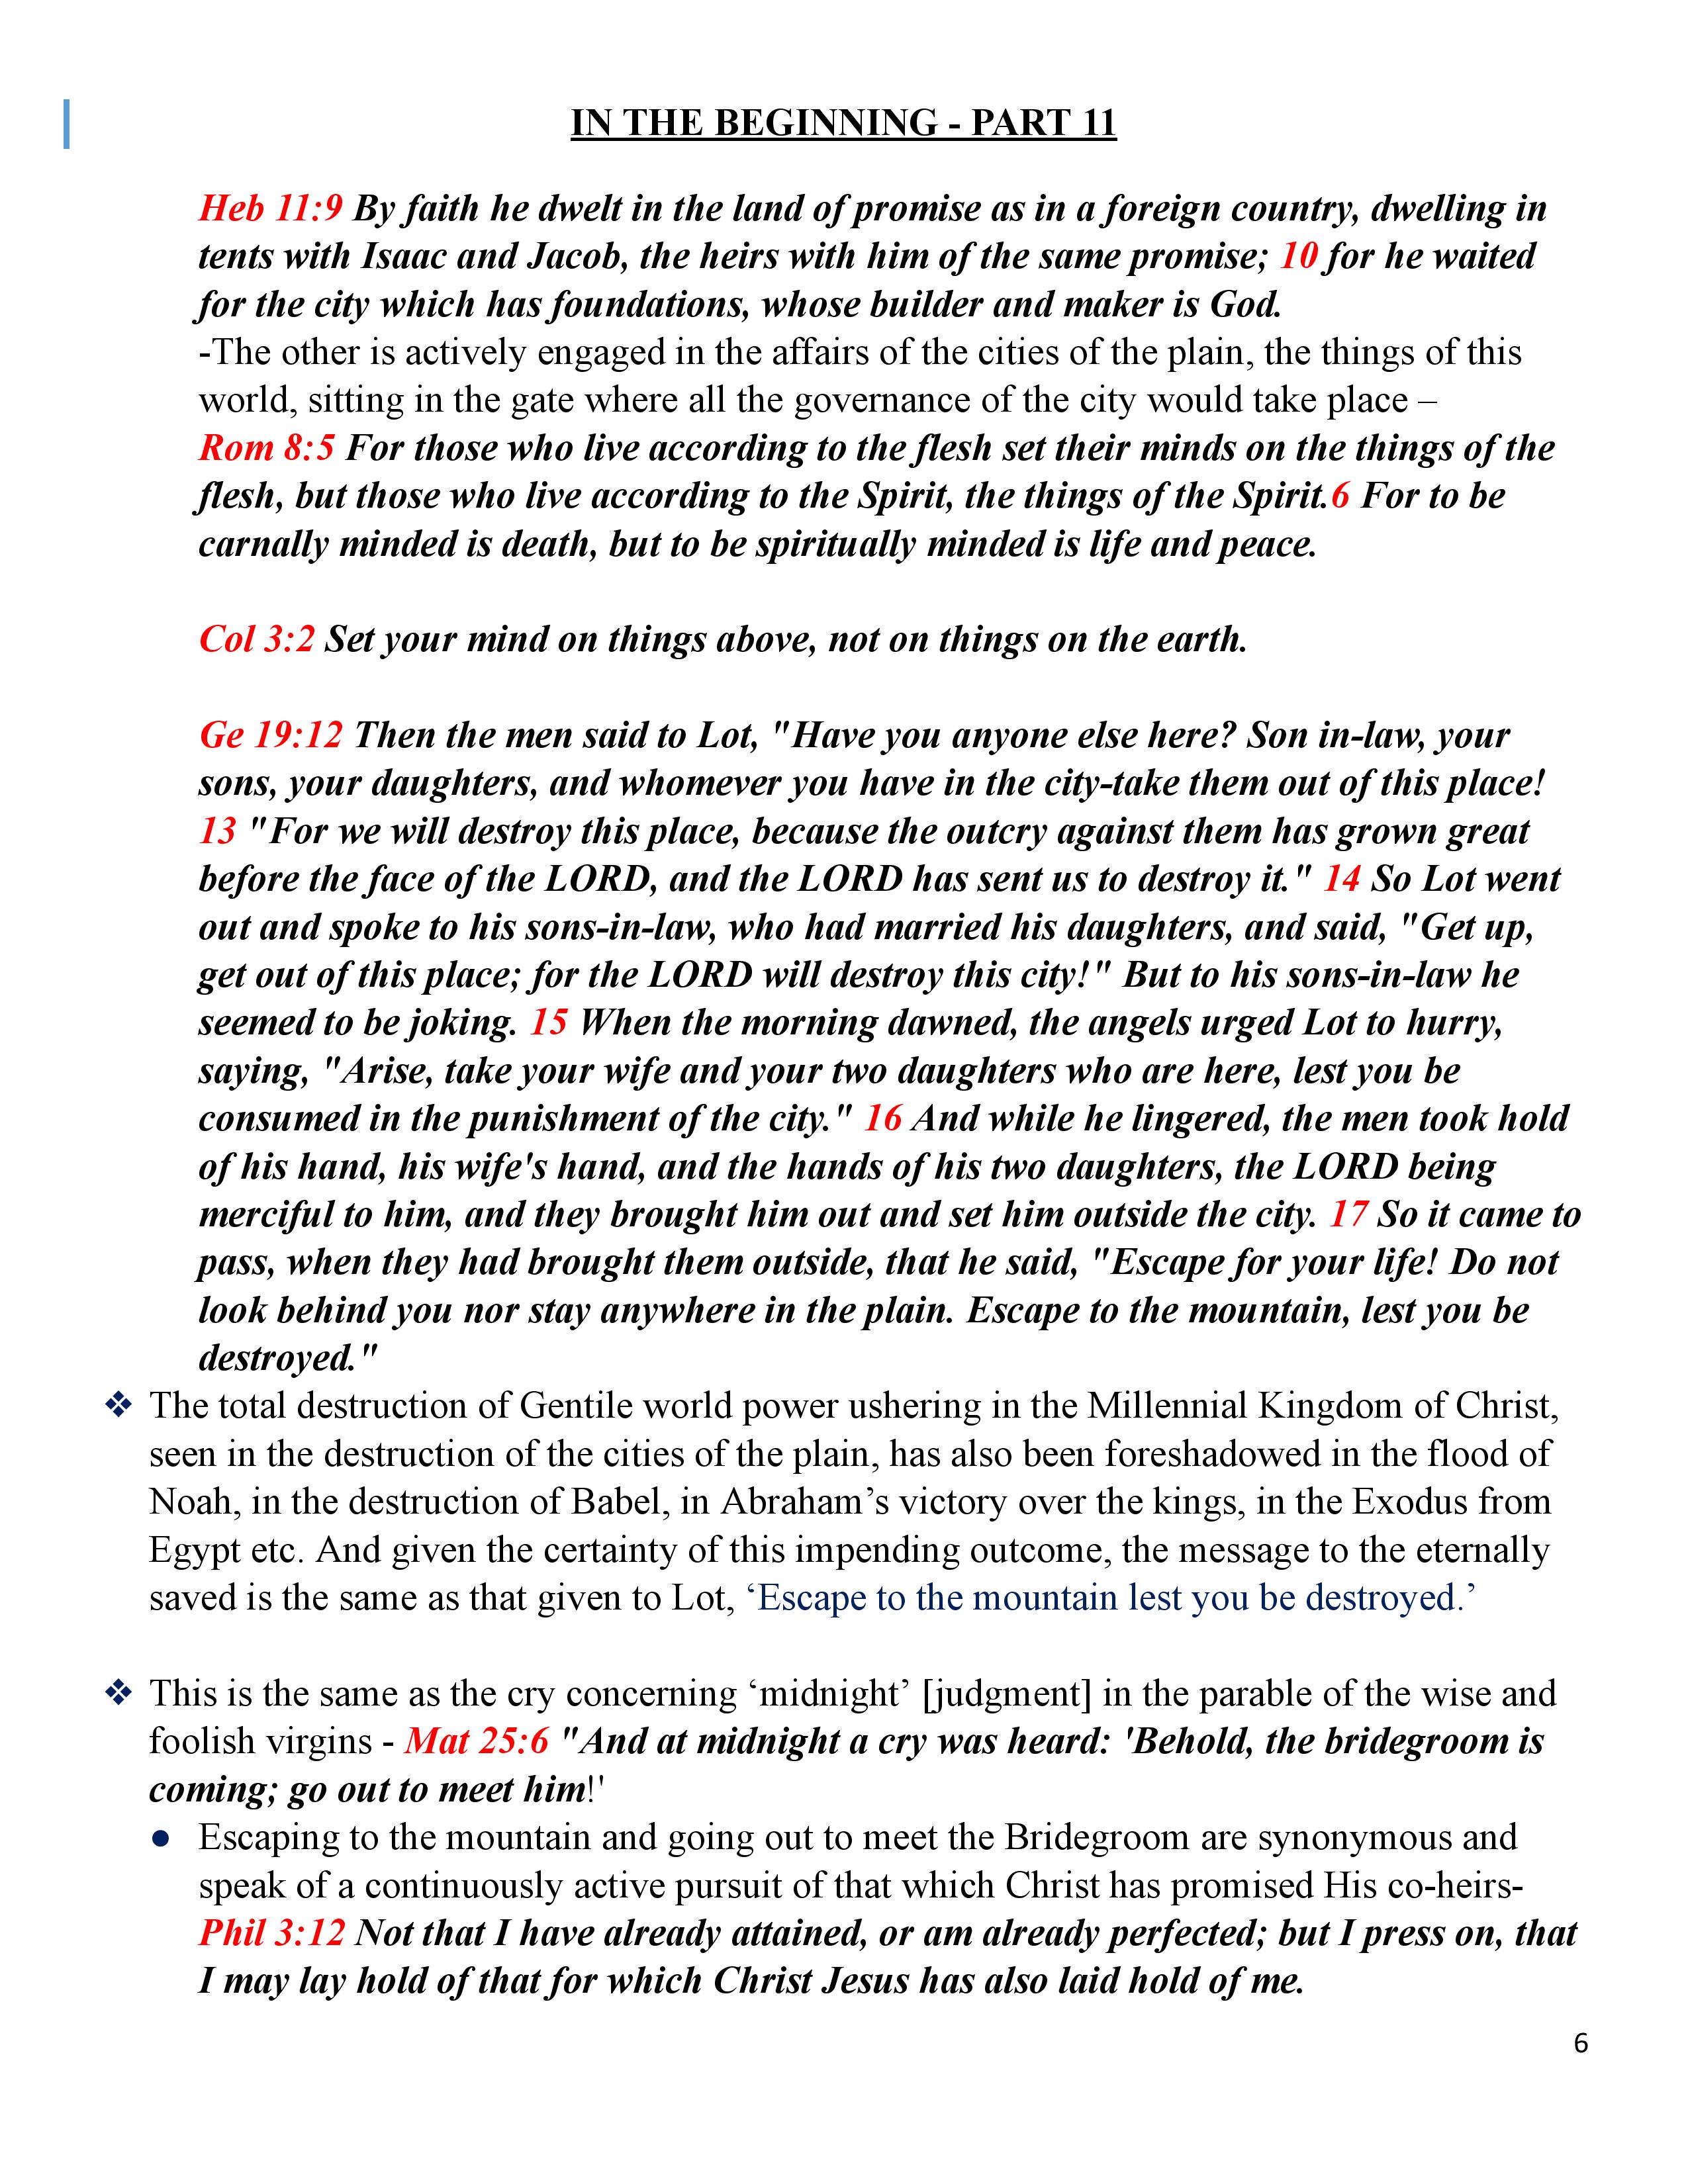 IN THE BEGINNING - PART 11
Heb 11:9 By faith he dwelt in the land of promise as in a foreign country, dwelling in
tents with Isaac and Jacob, the heirs with him of the same promise; 10 for he waited
for the city which has foundations, whose builder and maker is God.
-The other is actively engaged in the affairs of the cities of the plain, the things of this
world, sitting in the gate where all the governance of the city would take place –
Rom 8:5 For those who live according to the flesh set their minds on the things of the
flesh, but those who live according to the Spirit, the things of the Spirit.6 For to be
carnally minded is death, but to be spiritually minded is life and peace.
Col 3:2 Set your mind on things above, not on things on the earth.
Ge 19:12 Then the men said to Lot, "Have you anyone else here? Son in-law, your
sons, your daughters, and whomever you have in the city-take them out of this place!
13 "For we will destroy this place, because the outcry against them has grown great
before the face of the LORD, and the LORD has sent us to destroy it." 14 So Lot went
out and spoke to his sons-in-law, who had married his daughters, and said, "Get up,
get out of this place; for the LORD will destroy this city!" But to his sons-in-law he
seemed to be joking. 15 When the morning dawned, the angels urged Lot to hurry,
saying, "Arise, take your wife and your two daughters who are here, lest you be
consumed in the punishment of the city." 16 And while he lingered, the men took hold
of his hand, his wife's hand, and the hands of his two daughters, the LORD being
merciful to him, and they brought him out and set him outside the city. 17 So it came to
pass, when they had brought them outside, that he said, "Escape for your life! Do not
look behind you nor stay anywhere in the plain. Escape to the mountain, lest you be
destroyed."
❖ The total destruction of Gentile world power ushering in the Millennial Kingdom of Christ,
seen in the destruction of the cities of the plain, has also been foreshadowed in the flood of
Noah, in the destruction of Babel, in Abraham’s victory over the kings, in the Exodus from
Egypt etc. And given the certainty of this impending outcome, the message to the eternally
saved is the same as that given to Lot, ‘Escape to the mountain lest you be destroyed.’
❖ This is the same as the cry concerning ‘midnight’ [judgment] in the parable of the wise and
foolish virgins - Mat 25:6 "And at midnight a cry was heard: 'Behold, the bridegroom is
coming; go out to meet him!'
● Escaping to the mountain and going out to meet the Bridegroom are synonymous and
speak of a continuously active pursuit of that which Christ has promised His co-heirs-
Phil 3:12 Not that I have already attained, or am already perfected; but I press on, that
I may lay hold of that for which Christ Jesus has also laid hold of me.
6